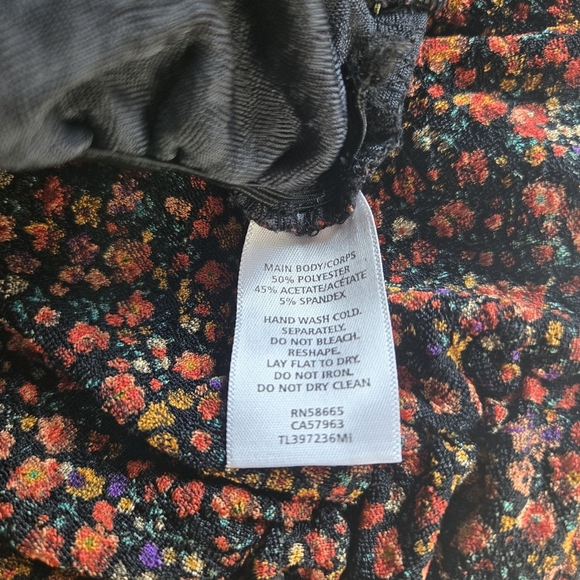 MAIN BODY/CORPS
50% POLYESTER
45% ACETATE/ACÉTATE
5% SPANDEX
HAND WASH COLD.
SEPARATELY.
DO NOT BLEACH.
RESHAPE.
LAY FLAT TO DRY.
DO NOT IRON.
DO NOT DRY CLEAN
RN58665
CA57963
TL397236MI